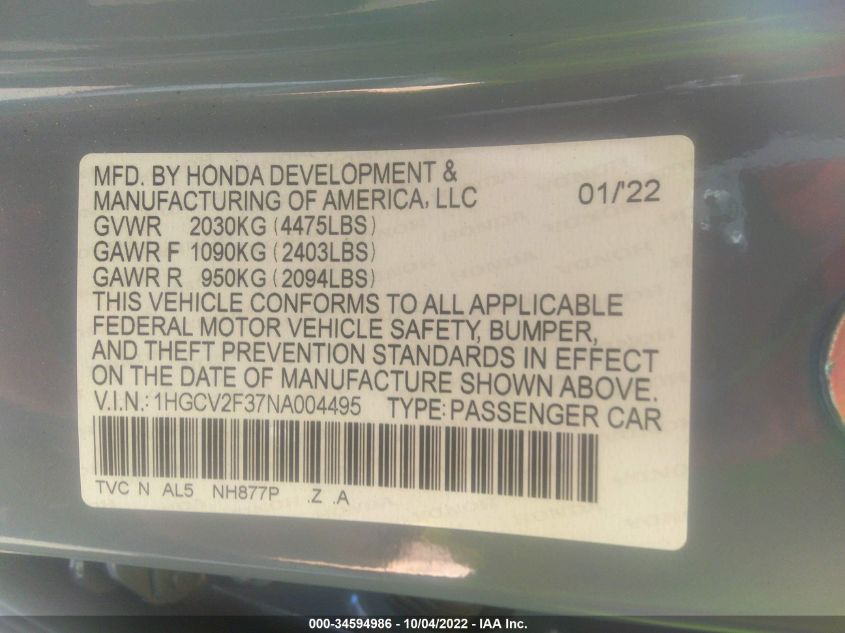 MFD. BY HONDA DEVELOPMENT &
MANUFACTURING OF AMERICA, LLC 01/'22
GVWR 2030KG (4475LBS)
GAWR F 1090KG (2403LBS)
GAWR R 950KG (2094LBS)
THIS VEHICLE CONFORMS TO ALL APPLICABLE
FEDERAL MOTOR VEHICLE SAFETY, BUMPER,
AND THEFT PREVENTION STANDARDS IN EFFECT
ON THE DATE OF MANUFACTURE SHOWN ABOVE.
V.I.N.: 1HGCV2F37NA004495 TYPE: PASSENGER CAR
TVC N AL5 NH877P .Z .A
000-34594986 - 10/04/2022 - IAA Inc.